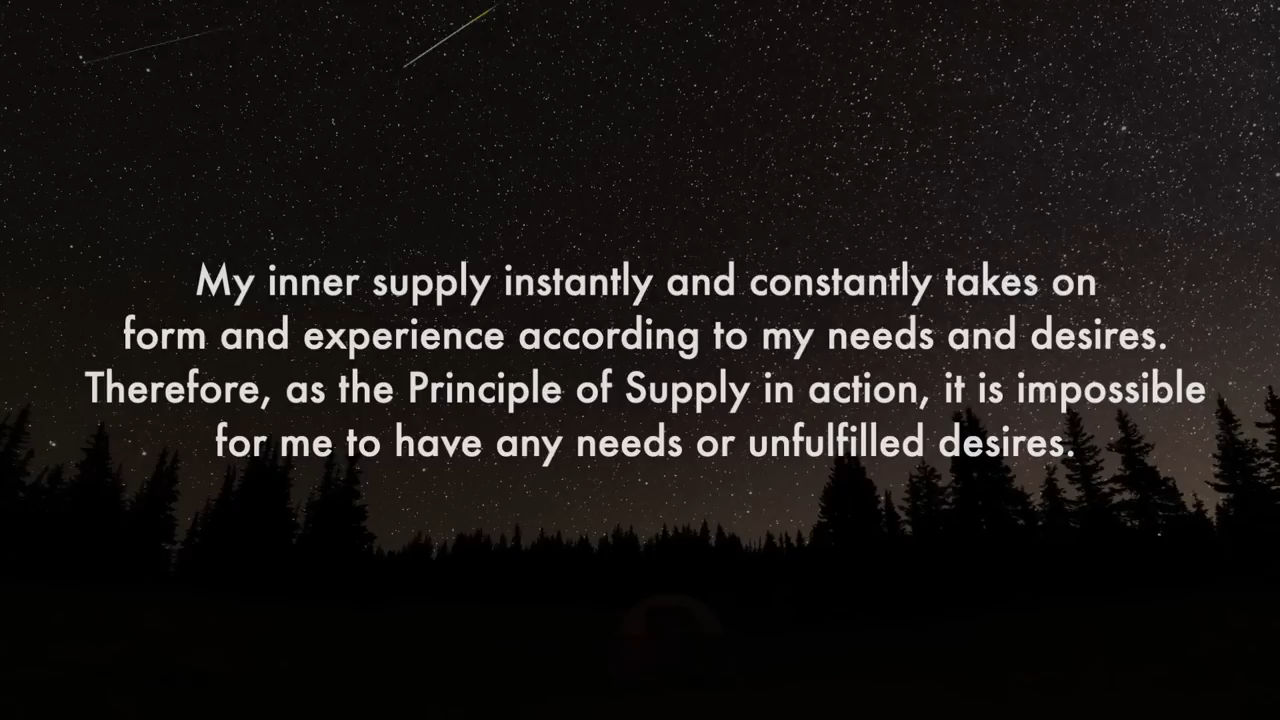 My inner supply instantly and constantly takes on
form and experience according to my needs and desires.
Therefore, as the Principle of Supply in action, it is impossible
for me to have any needs or unfulfilled desires.